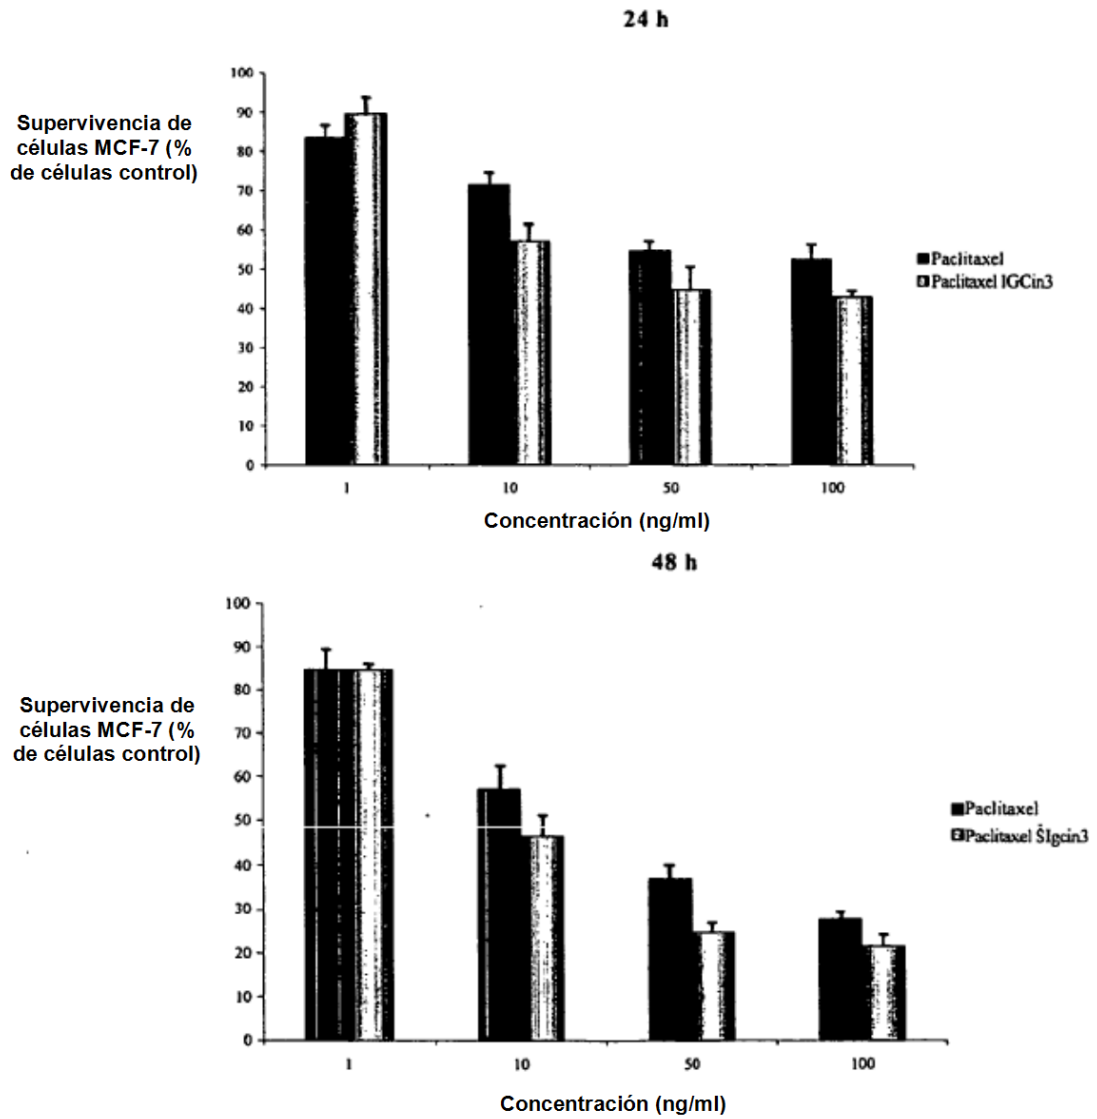 24 h
100
90
80
70
60
50
40
30
20
10
0
Supervivencia de
células MCF-7 (%
de células control)
Paclitaxel
Paclitaxel IGCin3
1
10
50
100
Concentración (ng/ml)
48 h
100
90
80
70
60
50
40
30
20
10
0
Supervivencia de
células MCF-7 (%
de células control)
Paclitaxel
Paclitaxel ŜIgcin3
1
10
50
100
Concentración (ng/ml)